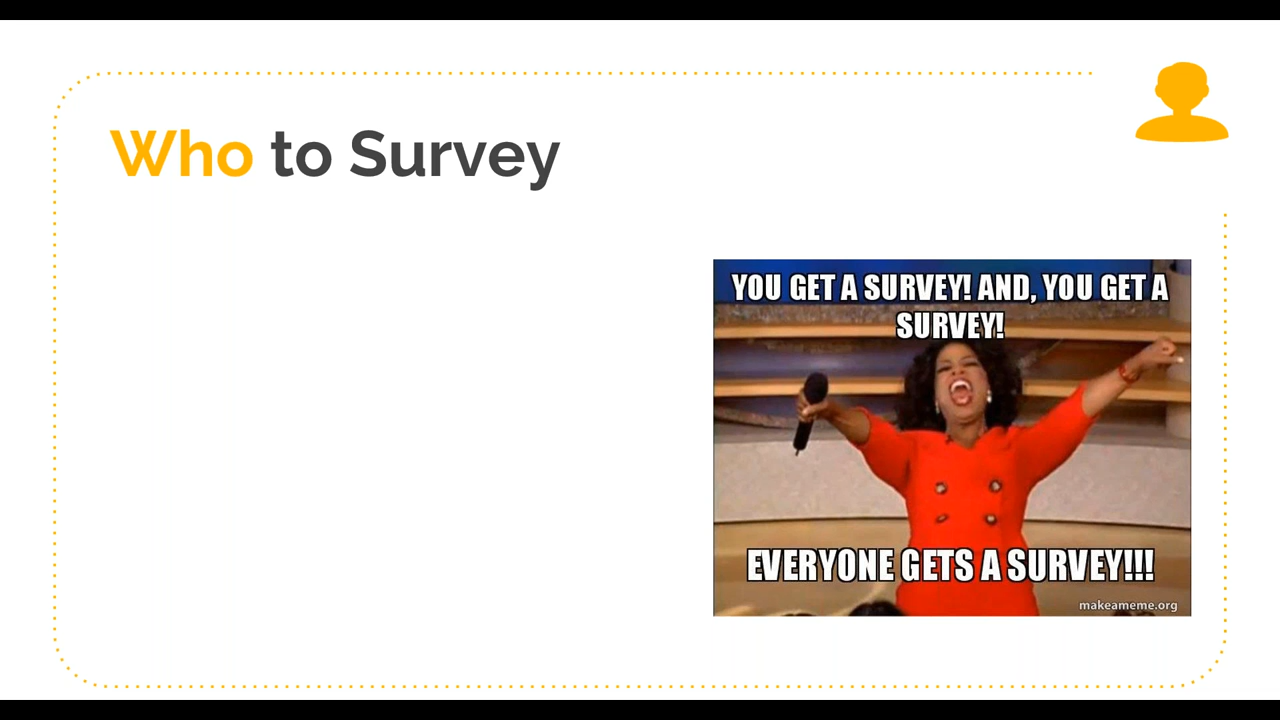 Who to Survey
YOU GET A SURVEY! AND, YOU GET A
SURVEY!
EVERYONE GETS A SURVEY!!!
makeameme.org